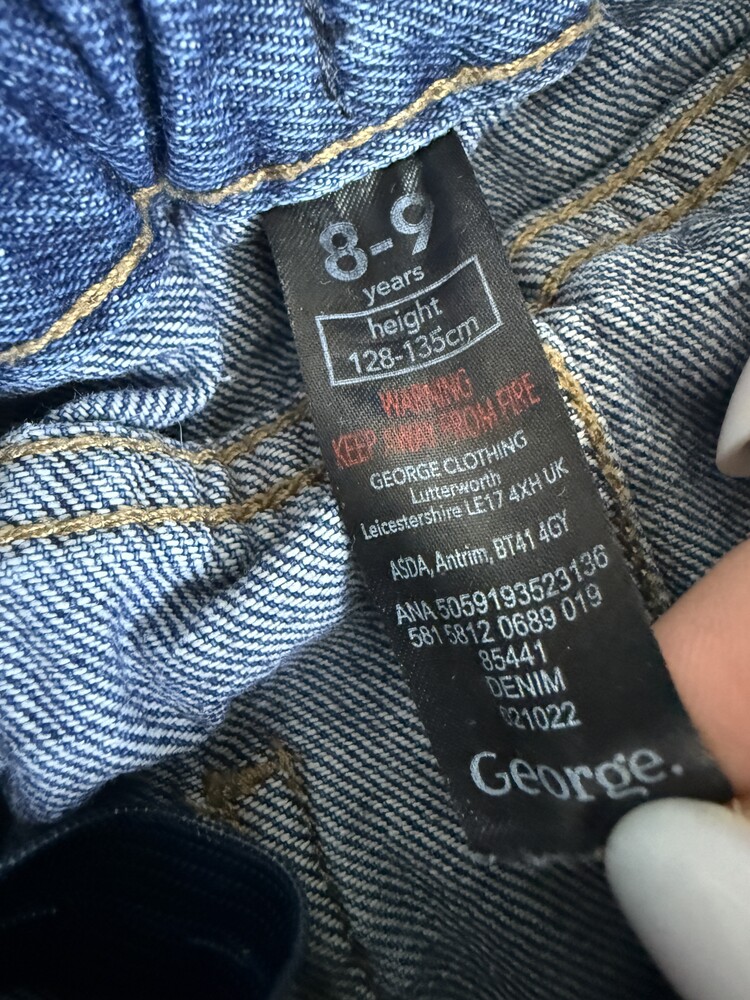 8-9
years
height
128-135cm
WARNING
KEEP AWAY FROM FIRE
GEORGE CLOTHING
Lutterworth
Leicestershire LE17 4XH UK
ASDA, Antrim, BT41 4GY
ANA 5059193523136
581 5812 0689 019
85441
DENIM
021022
George.